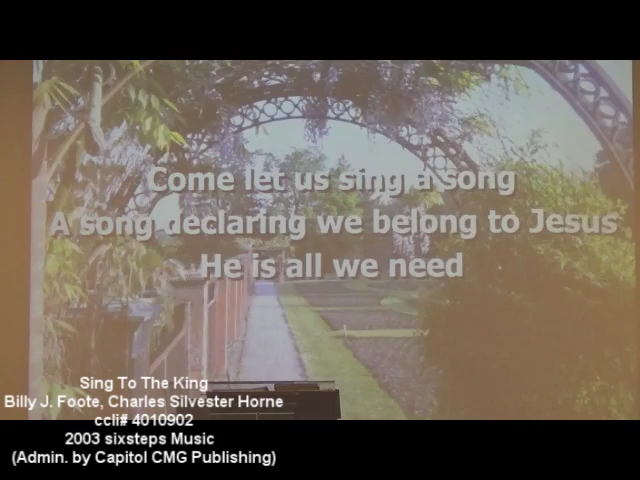 Come let us sing a song
A song declaring we belong to Jesus
He is all we need
Sing To The King
Billy J. Foote, Charles Silvester Horne
ccli# 4010902
2003 sixsteps Music
(Admin. by Capitol CMG Publishing)